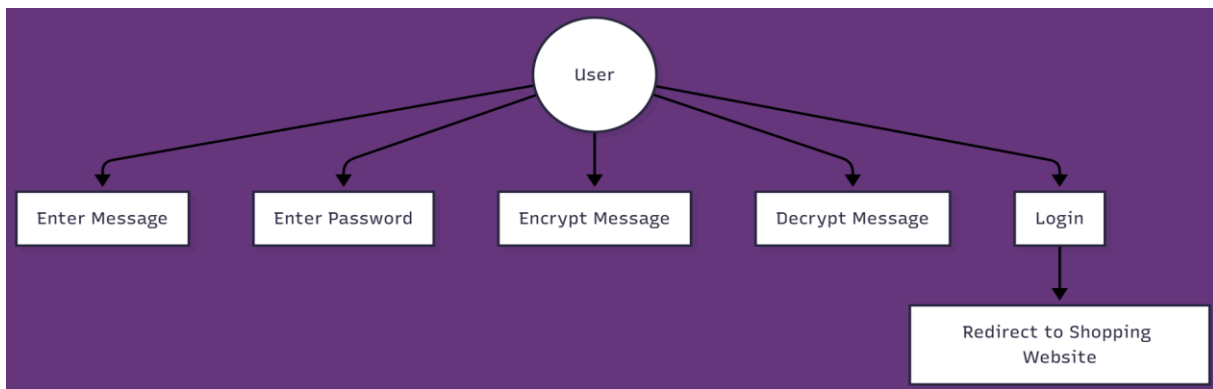 User
Enter Message
Enter Password
Encrypt Message
Decrypt Message
Login
Redirect to Shopping
Website